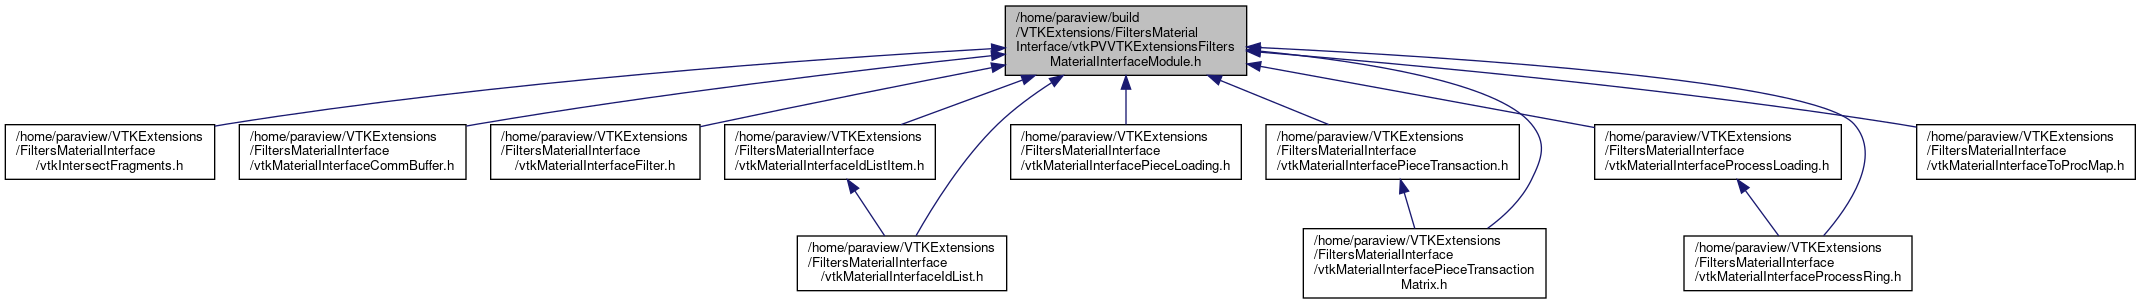 /home/paraview/build
/VTKExtensions/FiltersMaterial
Interface/vtkPVVTKExtensionsFilters
MaterialInterfaceModule.h
/home/paraview/VTKExtensions
/FiltersMaterialInterface
/vtkIntersectFragments.h
/home/paraview/VTKExtensions
/FiltersMaterialInterface
/vtkMaterialInterfaceCommBuffer.h
/home/paraview/VTKExtensions
/FiltersMaterialInterface
/vtkMaterialInterfaceFilter.h
/home/paraview/VTKExtensions
/FiltersMaterialInterface
/vtkMaterialInterfaceIdListItem.h
/home/paraview/VTKExtensions
/FiltersMaterialInterface
/vtkMaterialInterfacePieceLoading.h
/home/paraview/VTKExtensions
/FiltersMaterialInterface
/vtkMaterialInterfacePieceTransaction.h
/home/paraview/VTKExtensions
/FiltersMaterialInterface
/vtkMaterialInterfaceProcessLoading.h
/home/paraview/VTKExtensions
/FiltersMaterialInterface
/vtkMaterialInterfaceToProcMap.h
/home/paraview/VTKExtensions
/FiltersMaterialInterface
/vtkMaterialInterfaceIdList.h
/home/paraview/VTKExtensions
/FiltersMaterialInterface
/vtkMaterialInterfacePieceTransaction
Matrix.h
/home/paraview/VTKExtensions
/FiltersMaterialInterface
/vtkMaterialInterfaceProcessRing.h